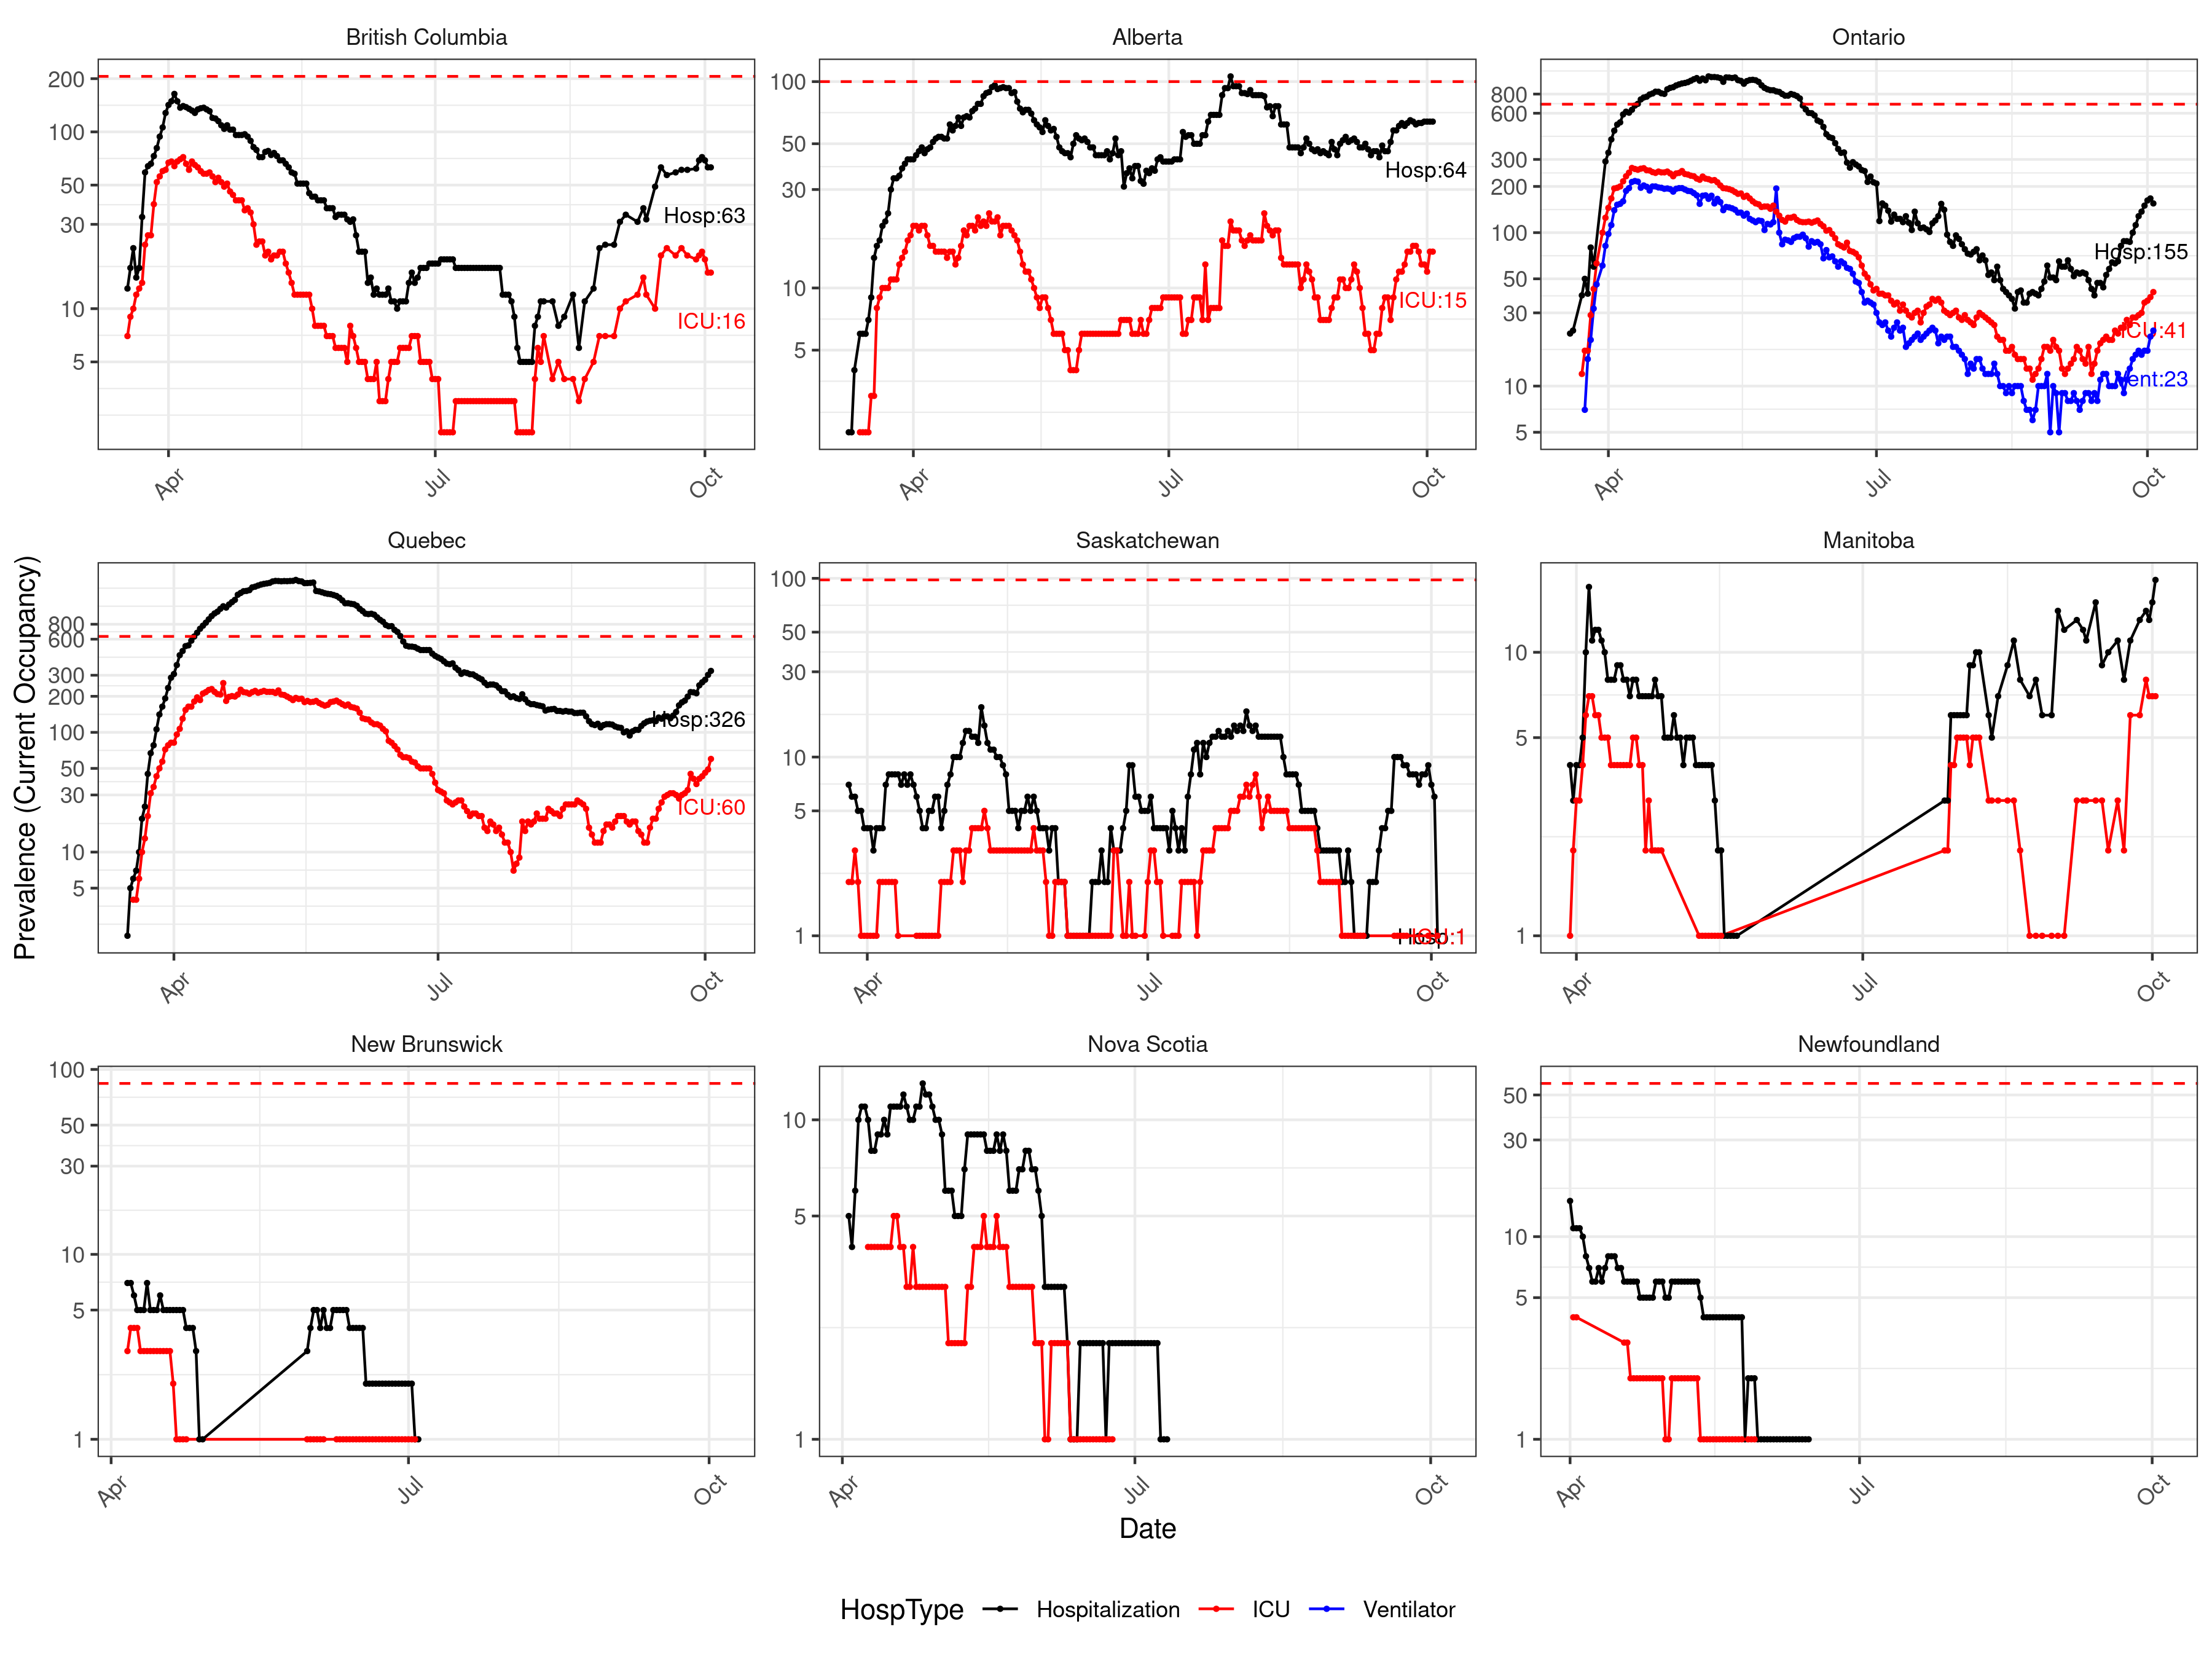 British Columbia
Alberta
Ontario
200
100
50
30
10
5
Hosp:63
ICU:16
Apr
Jul
Oct
100
50
30
10
5
Hosp:64
ICU:15
Apr
Jul
Oct
800
600
300
200
100
50
30
10
5
Hosp:155
ICU:41
Vent:23
Apr
Jul
Oct
Prevalence (Current Occupancy)
Quebec
Saskatchewan
Manitoba
800
600
300
200
100
50
30
10
5
Hosp:326
ICU:60
Apr
Jul
Oct
100
50
30
10
5
1
ICU:1
Apr
Jul
Oct
10
5
1
Apr
Jul
Oct
New Brunswick
Nova Scotia
Newfoundland
100
50
30
10
5
1
Apr
Jul
Oct
10
5
1
Apr
Jul
Oct
50
30
10
5
1
Apr
Jul
Oct
Date
HospType Hospitalization ICU Ventilator